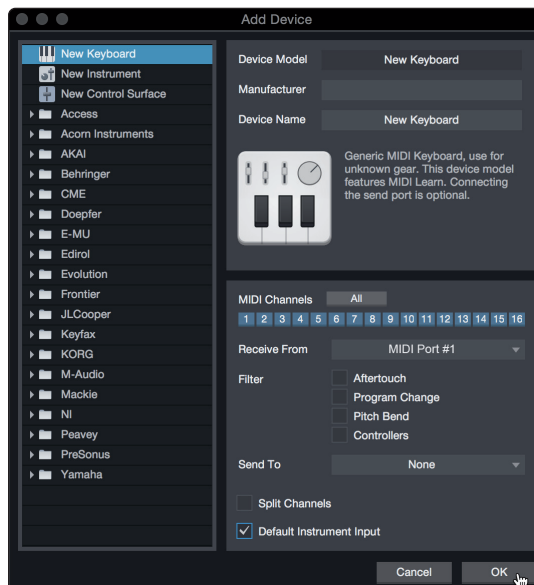 Add Device
New Keyboard
New Instrument
New Control Surface
Access
Acorn Instruments
AKAI
Behringer
CME
Doepfer
E-MU
Edirol
Evolution
Frontier
JLCooper
Keyfax
KORG
M-Audio
Mackie
NI
Peavey
PreSonus
Yamaha
Device Model New Keyboard
Manufacturer
Device Name New Keyboard
Generic MIDI Keyboard, use for
unknown gear. This device model
features MIDI Learn. Connecting
the send port is optional.
MIDI Channels All
1 2 3 4 5 6 7 8 9 10 11 12 13 14 15 16
Receive From MIDI Port #1
Filter Aftertouch
Program Change
Pitch Bend
Controllers
Send To None
Split Channels
Default Instrument Input
Cancel OK